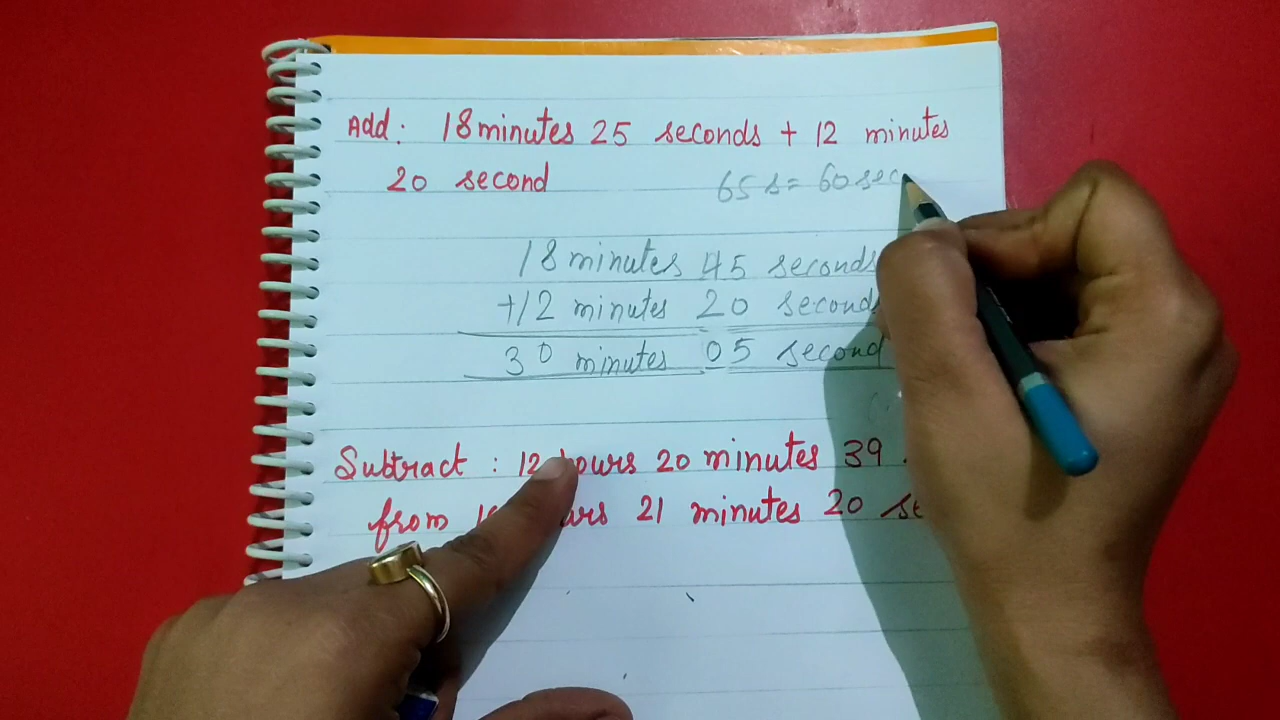 Add: 18 minutes 25 seconds + 12 minutes
20 second
65 s = 60 sec
18 minutes 45 seconds
+12 minutes 20 seconds
30 minutes 05 second
Subtract : 12 20 minutes 39
from 21 minutes 20